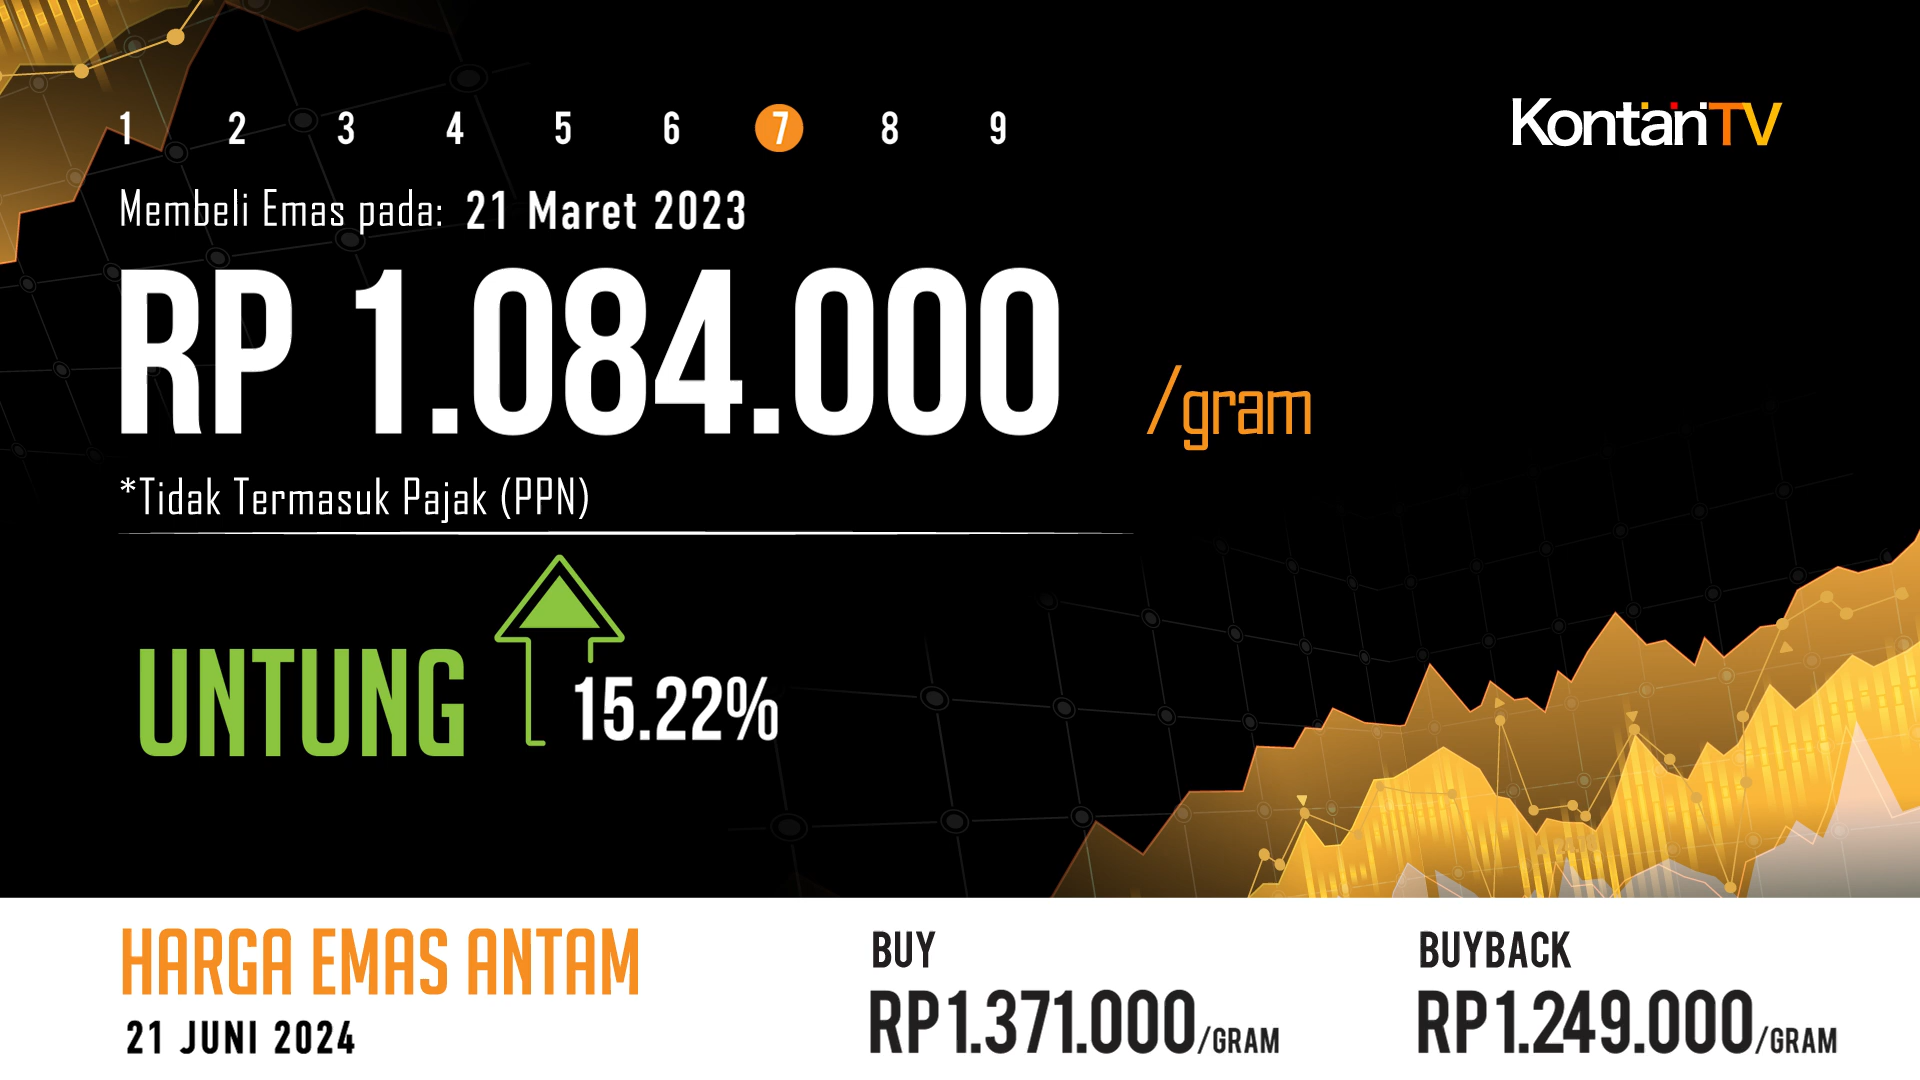 1 2 3 4 5 6 7 8 9
KontanTV
Membeli Emas pada: 21 Maret 2023
RP 1.084.000 /gram
*Tidak Termasuk Pajak (PPN)
UNTUNG 15.22%
HARGA EMAS ANTAM
21 JUNI 2024
BUY
RP1.371.000/GRAM
BUYBACK
RP1.249.000/GRAM